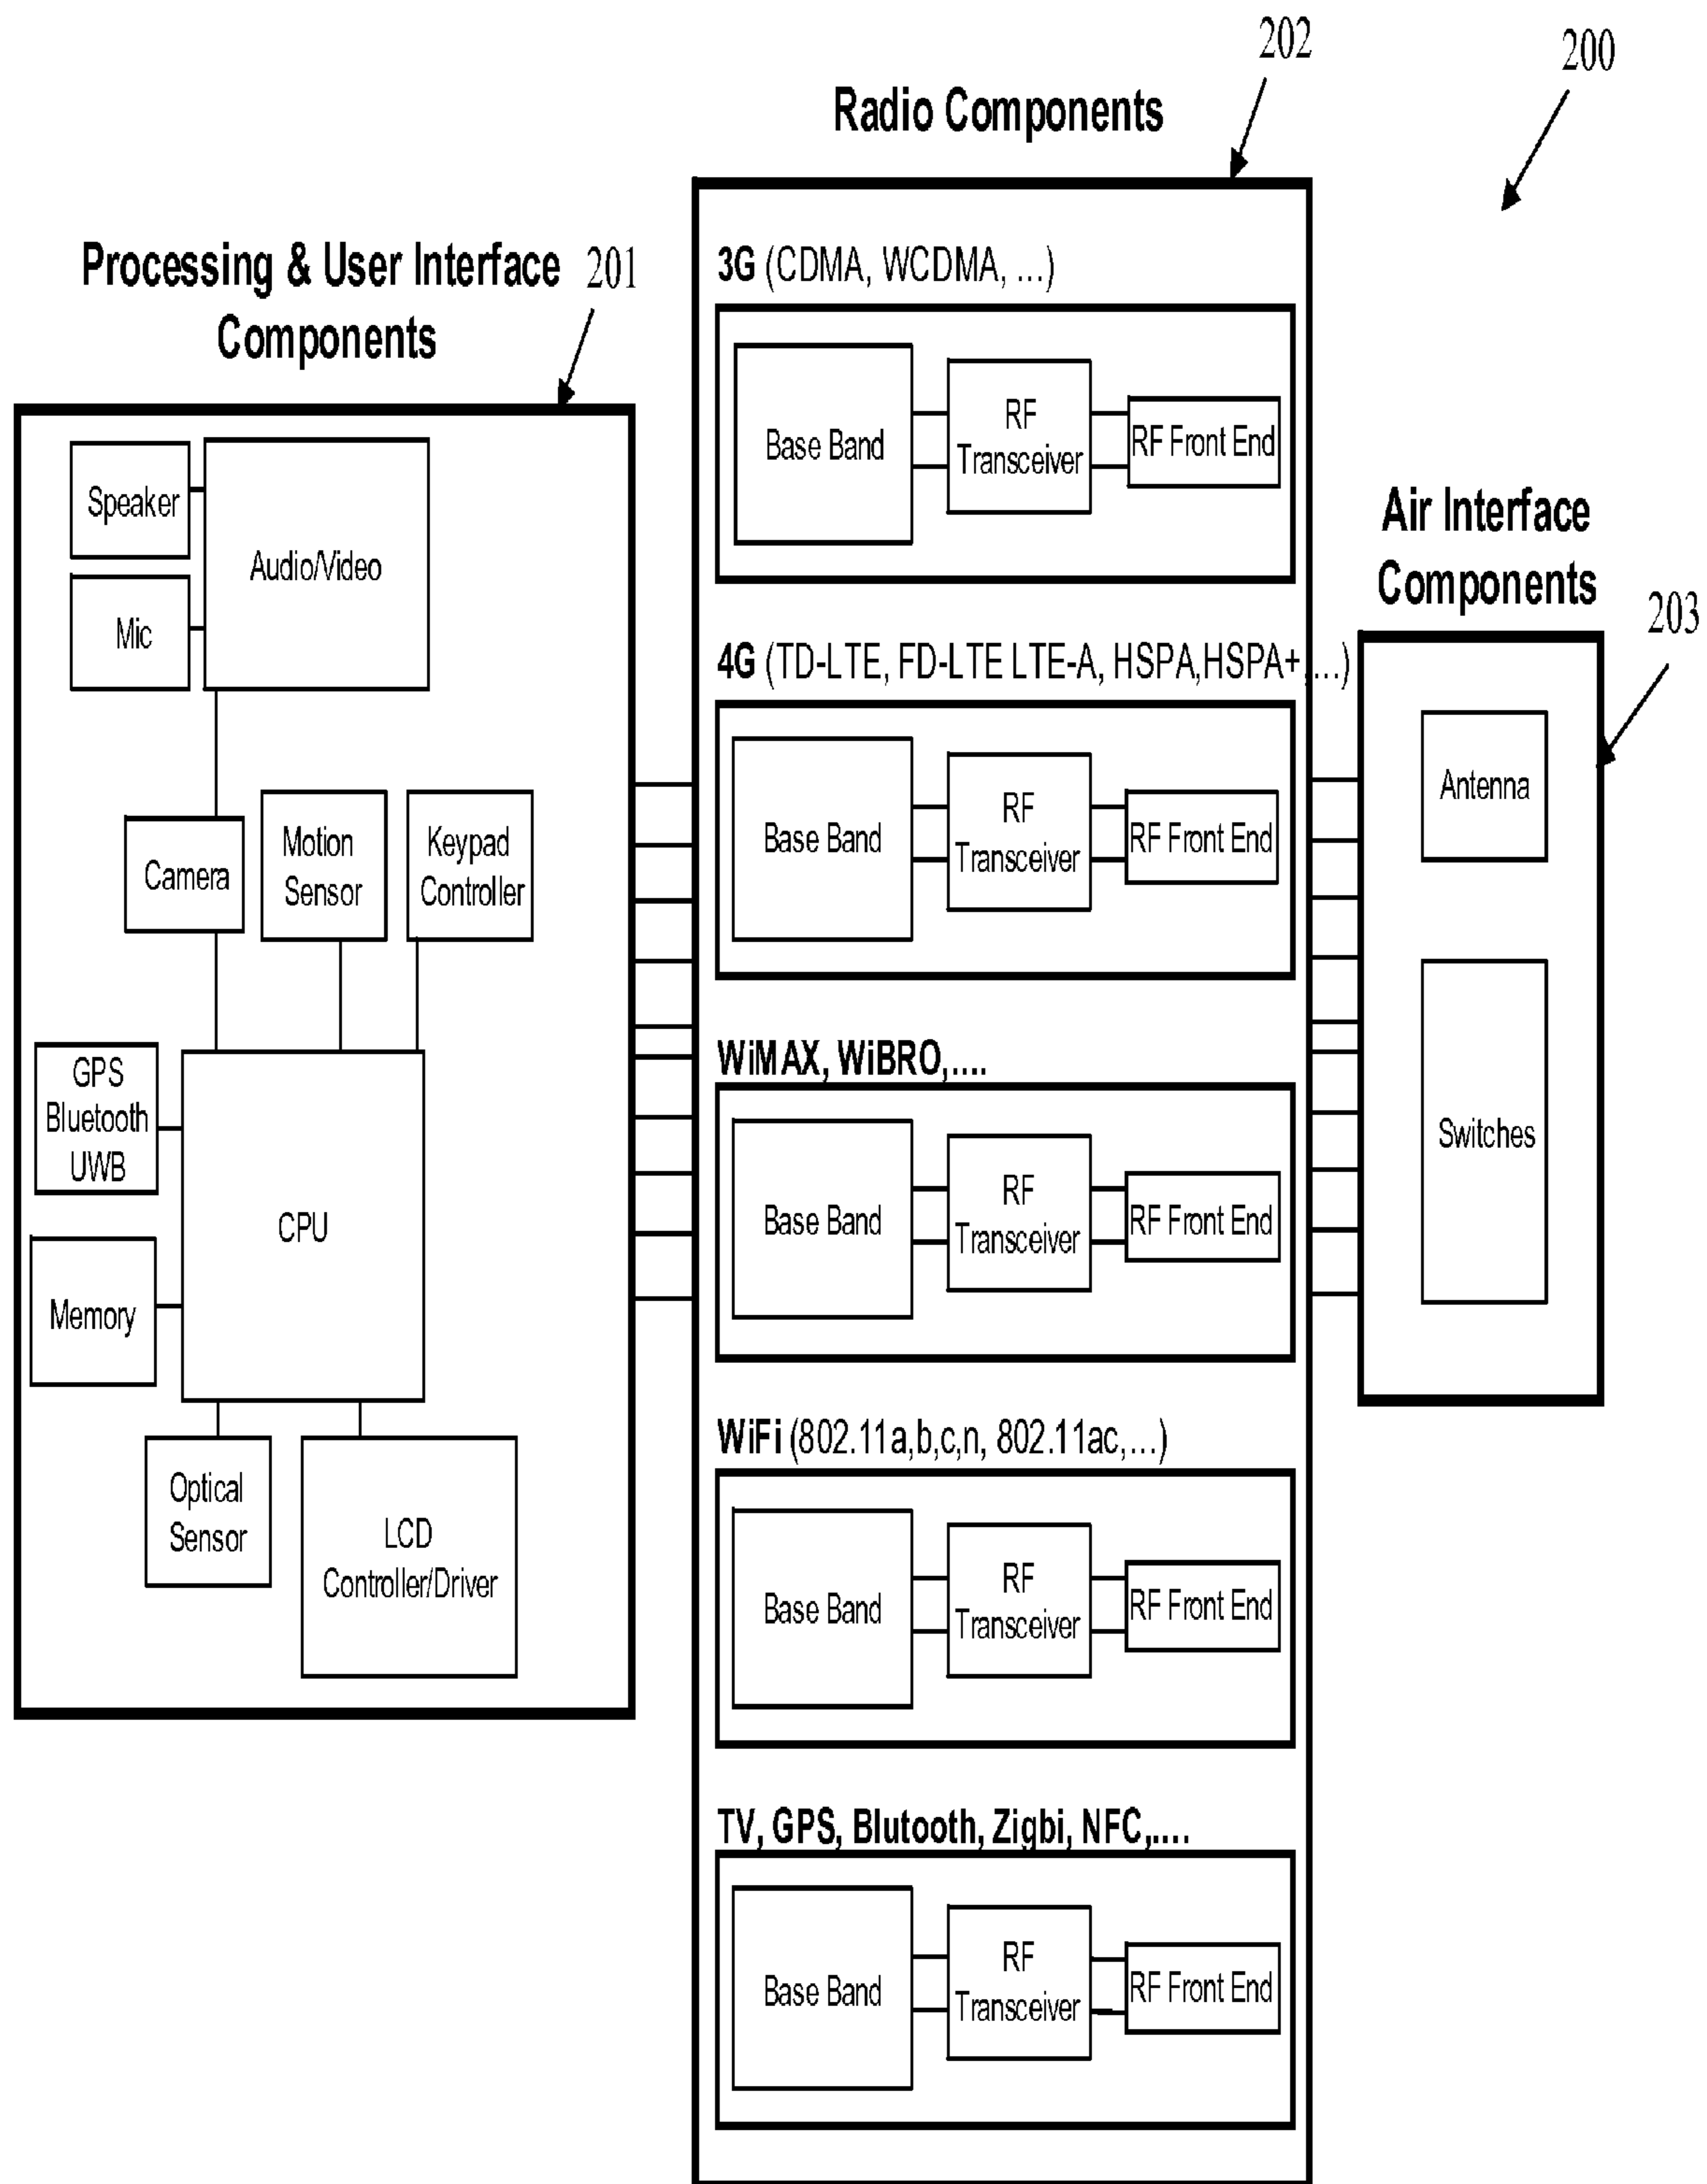 202
200
Radio Components
Processing & User Interface
Components
201
3G (CDMA, WCDMA, ...)
Base Band
RF
Transceiver
RF Front End
Speaker
Audio/Video
Mic
Air Interface
Components
203
4G (TD-LTE, FD-LTE LTE-A, HSPA,HSPA+,...)
Base Band
RF
Transceiver
RF Front End
Antenna
Camera
Motion
Sensor
Keypad
Controller
GPS
Bluetooth
UWB
CPU
Memory
WiMAX, WiBRO,....
Base Band
RF
Transceiver
RF Front End
Switches
Optical
Sensor
LCD
Controller/Driver
WiFi (802.11a,b,c,n, 802.11ac,...)
Base Band
RF
Transceiver
RF Front End
TV, GPS, Blutooth, Zigbi, NFC,....
Base Band
RF
Transceiver
RF Front End